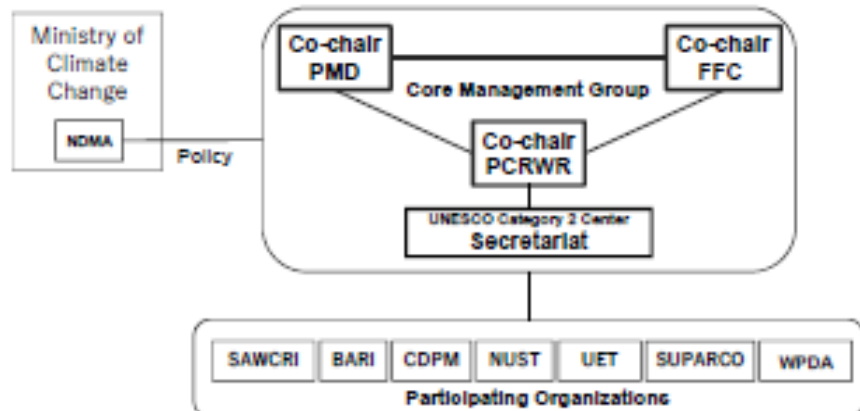 Ministry of
Climate
Change
NDMA
Policy
Co-chair
PMD
Co-chair
FFC
Core Management Group
Co-chair
PCRWR
UNESCO Category 2 Center
Secretariat
SAWCRI BARI CDPM NUST UET SUPARCO WPDA
Participating Organizations